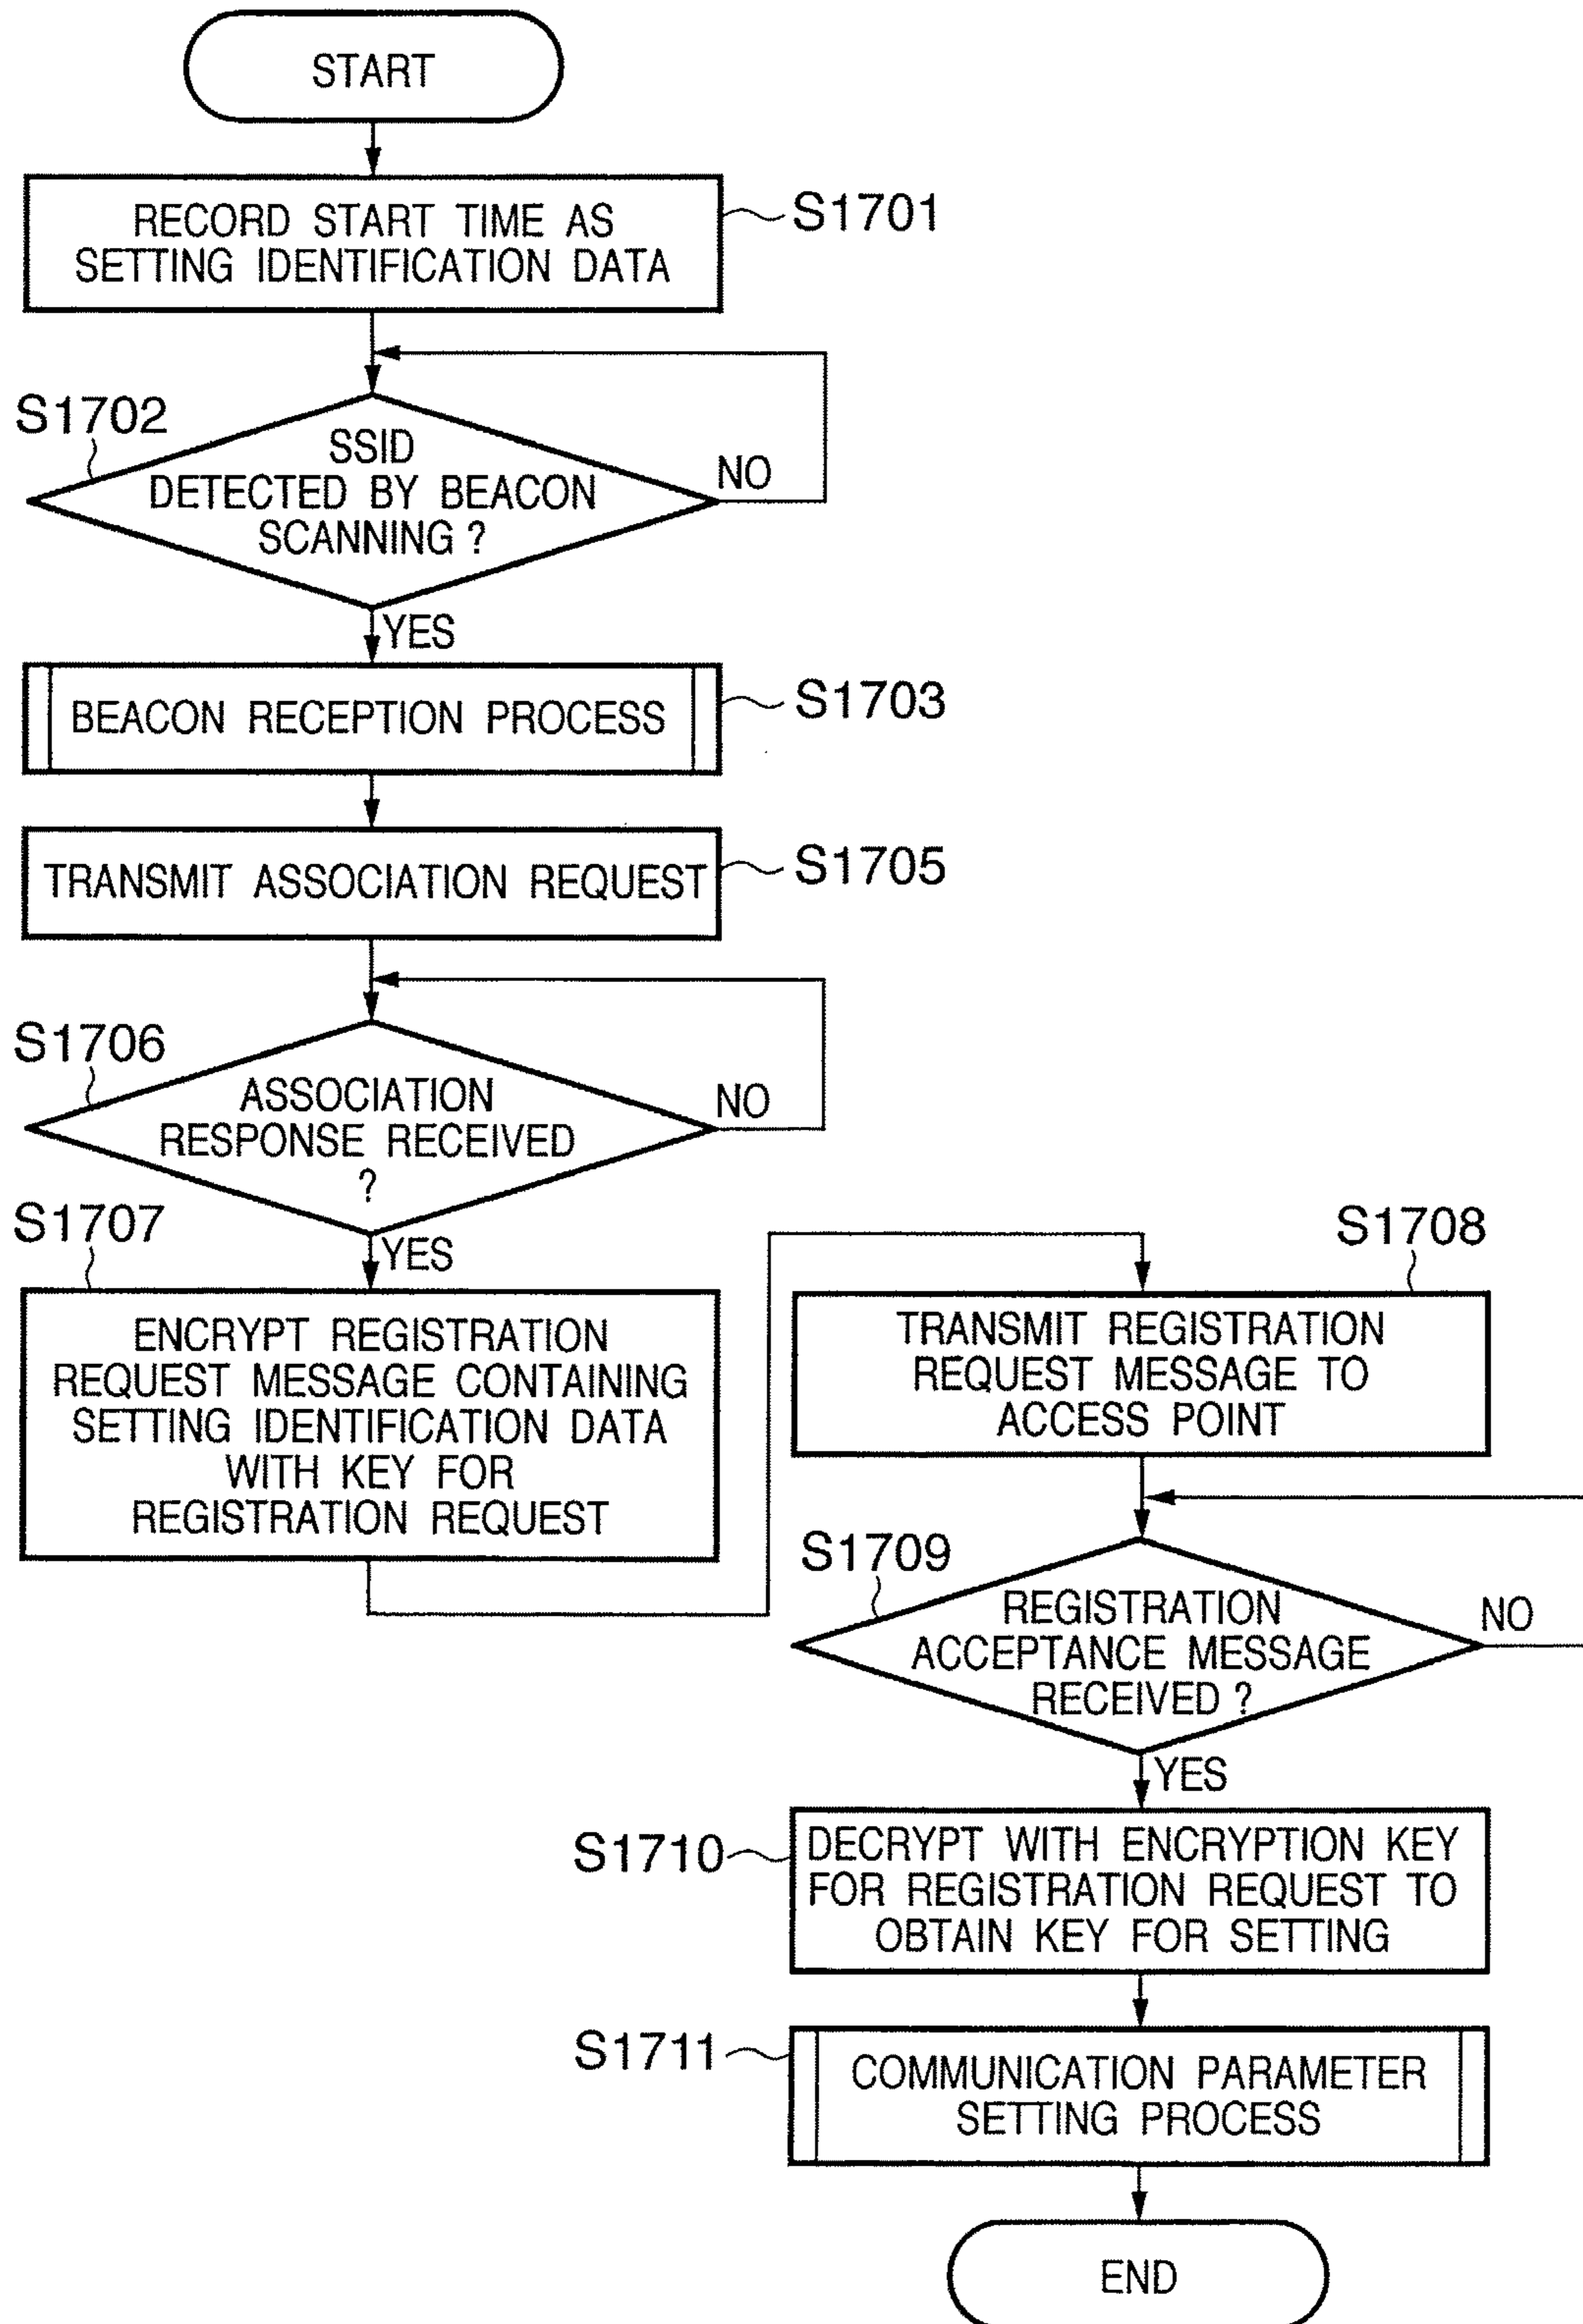 START
RECORD START TIME AS
SETTING IDENTIFICATION DATA
S1701
S1702
SSID
DETECTED BY BEACON
SCANNING ?
NO
YES
BEACON RECEPTION PROCESS
S1703
TRANSMIT ASSOCIATION REQUEST
S1705
S1706
ASSOCIATION
RESPONSE RECEIVED
?
NO
YES
S1707
ENCRYPT REGISTRATION
REQUEST MESSAGE CONTAINING
SETTING IDENTIFICATION DATA
WITH KEY FOR
REGISTRATION REQUEST
S1708
TRANSMIT REGISTRATION
REQUEST MESSAGE TO
ACCESS POINT
S1709
REGISTRATION
ACCEPTANCE MESSAGE
RECEIVED ?
NO
YES
S1710
DECRYPT WITH ENCRYPTION KEY
FOR REGISTRATION REQUEST TO
OBTAIN KEY FOR SETTING
S1711
COMMUNICATION PARAMETER
SETTING PROCESS
END